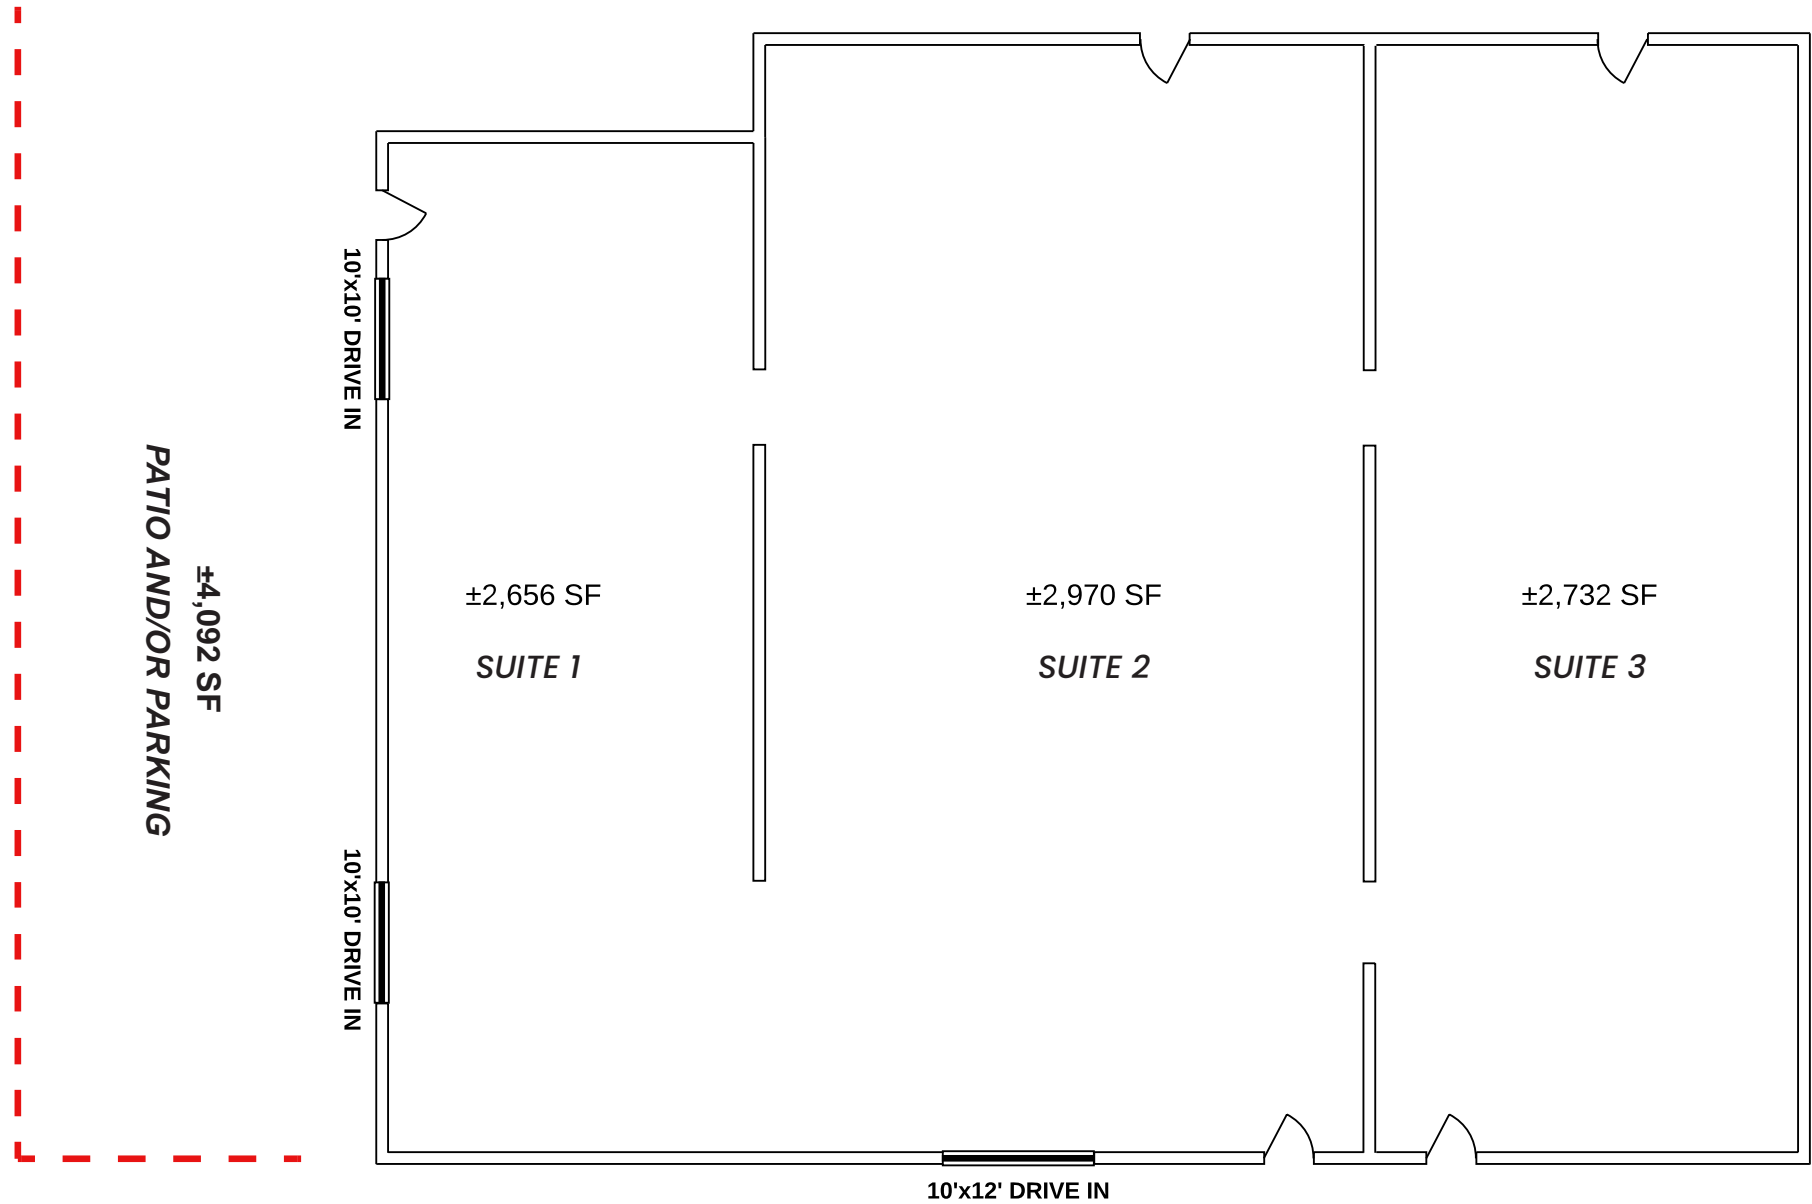 10'x10' DRIVE IN
±4,092 SF
PATIO AND/OR PARKING
±2,656 SF
SUITE 1
±2,970 SF
SUITE 2
±2,732 SF
SUITE 3
10'x10' DRIVE IN
10'x12' DRIVE IN